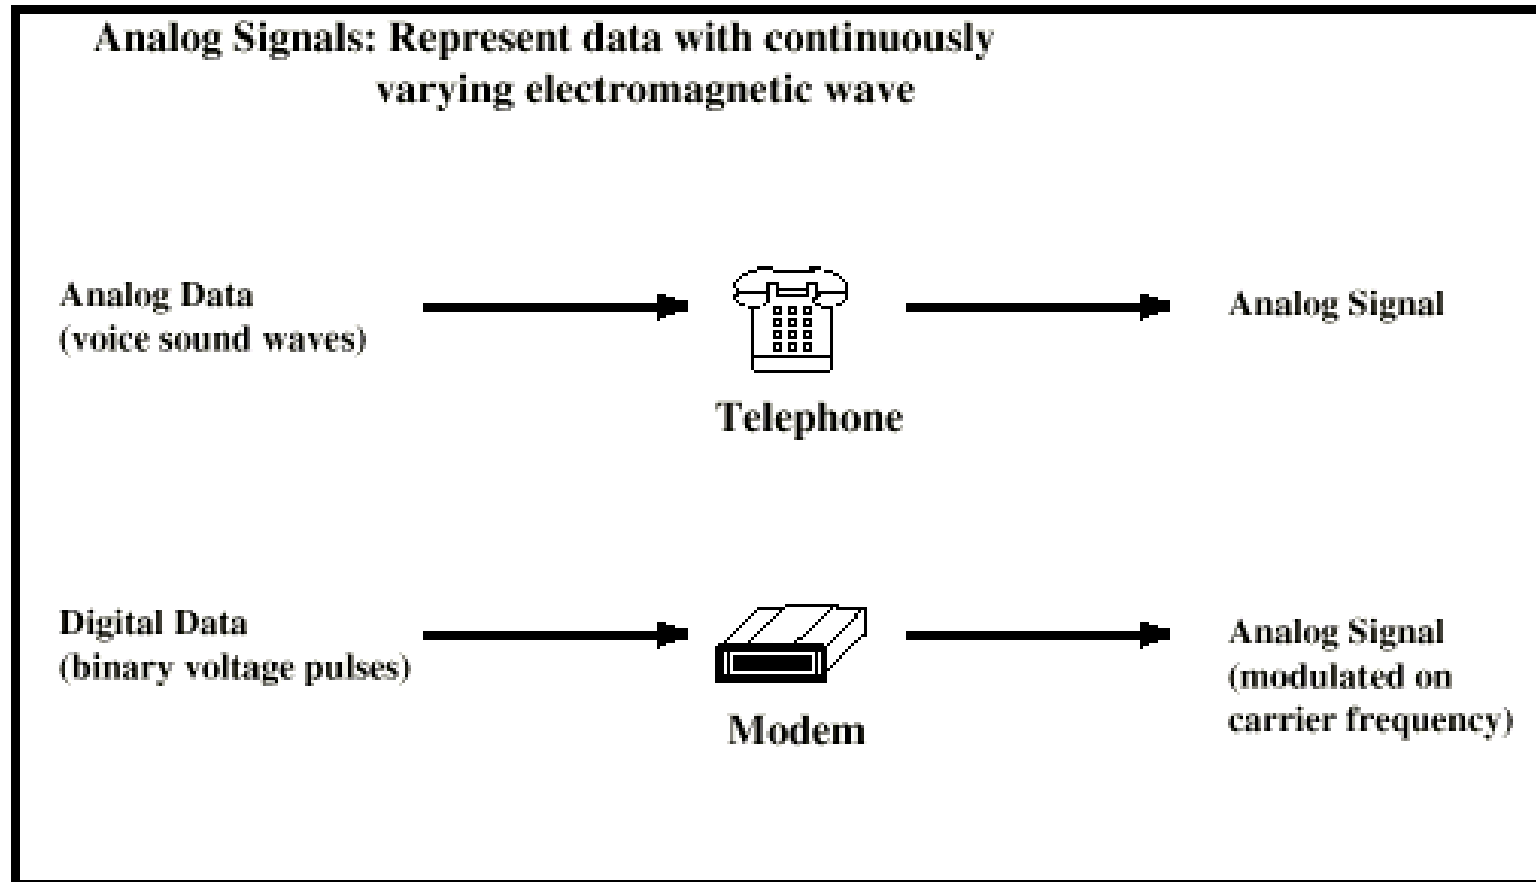 Analog Signals: Represent data with continuously
varying electromagnetic wave
Analog Data
(voice sound waves)
Telephone
Analog Signal
Digital Data
(binary voltage pulses)
Modem
Analog Signal
(modulated on
carrier frequency)